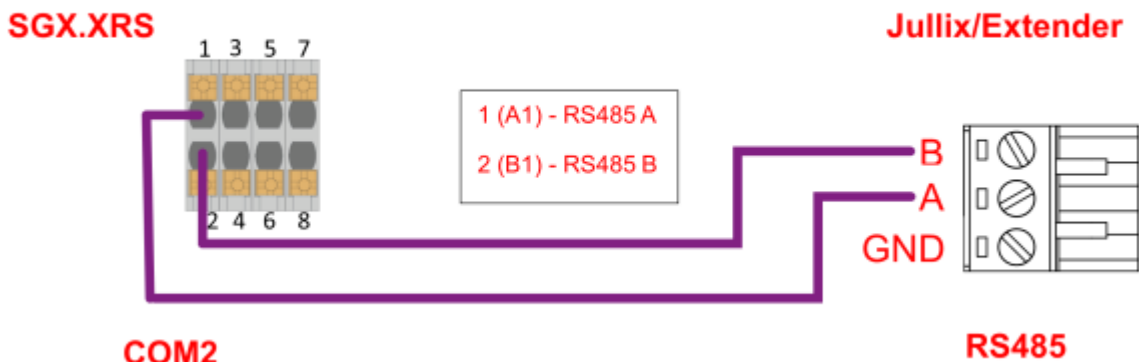 SGX.XRS
Jullix/Extender
1 3 5 7
1 (A1) - RS485 A
2 (B1) - RS485 B
B
A
GND
2 4 6 8
COM2
RS485